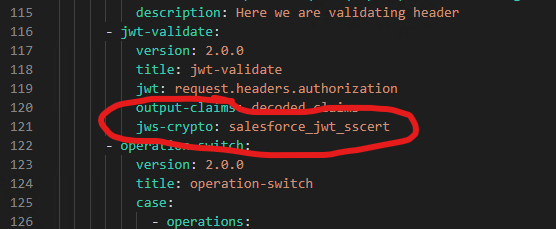 115 description: Here we are validating header
116 - jwt-validate:
117 version: 2.0.0
118 title: jwt-validate
119 jwt: request.headers.authorization
120 output-claims: decoded.claims
121 jws-crypto: salesforce_jwt_sscert
122 - operation-switch:
123 version: 2.0.0
124 title: operation-switch
125 case:
126 - operations: